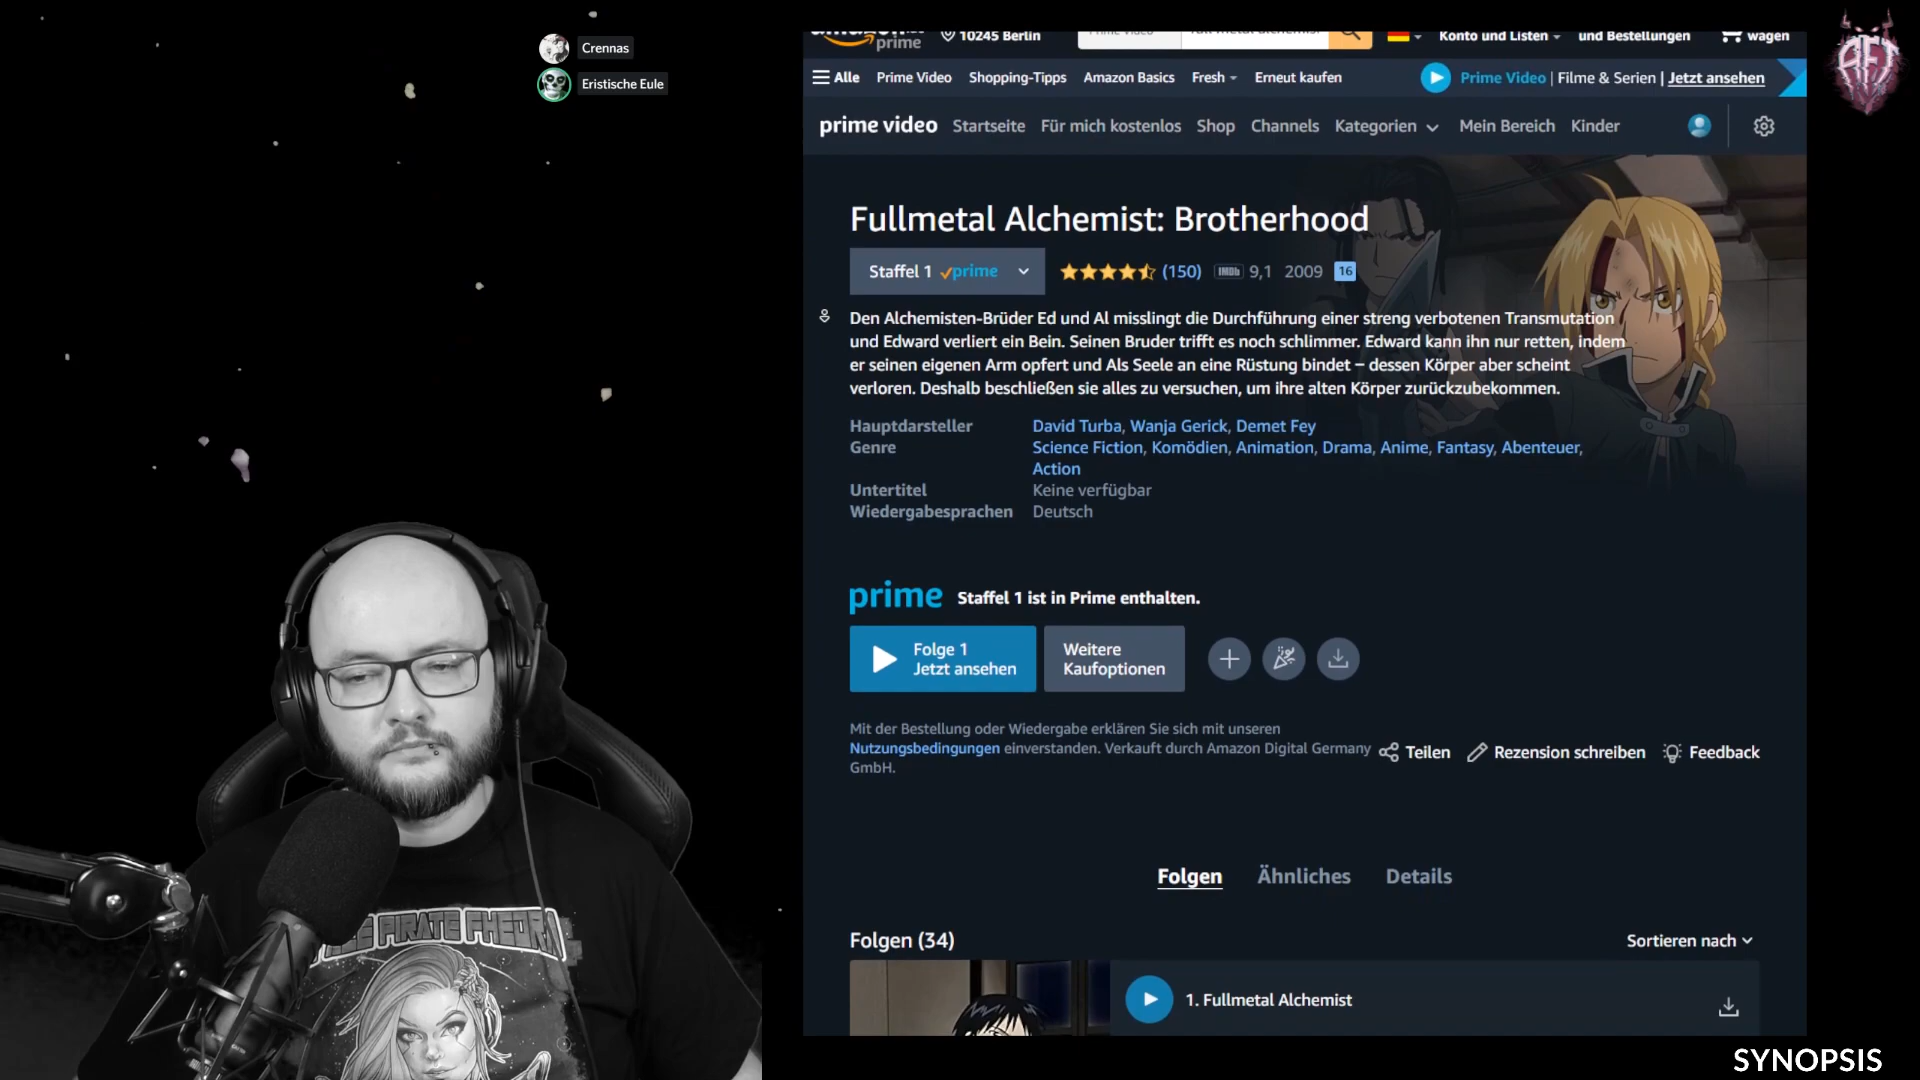 Crennas
Eristische Eule
prime
10245 Berlin
Prime Video
Konto und Listen
und Bestellungen
wagen
Alle
Prime Video
Shopping-Tipps
Amazon Basics
Fresh
Erneut kaufen
Prime Video | Filme & Serien | Jetzt ansehen
prime video
Startseite
Für mich kostenlos
Shop
Channels
Kategorien
Mein Bereich
Kinder
Fullmetal Alchemist: Brotherhood
Staffel 1 prime
(150)
IMDb 9,1
2009
16
Den Alchemisten-Brüder Ed und Al misslingt die Durchführung einer streng verbotenen Transmutation
und Edward verliert ein Bein. Seinen Bruder trifft es noch schlimmer. Edward kann ihn nur retten, indem
er seinen eigenen Arm opfert und Als Seele an eine Rüstung bindet – dessen Körper aber scheint
verloren. Deshalb beschließen sie alles zu versuchen, um ihre alten Körper zurückzubekommen.
Hauptdarsteller David Turba, Wanja Gerick, Demet Fey
Genre Science Fiction, Komödien, Animation, Drama, Anime, Fantasy, Abenteuer,
Action
Untertitel Keine verfügbar
Wiedergabesprachen Deutsch
prime Staffel 1 ist in Prime enthalten.
Folge 1
Jetzt ansehen
Weitere
Kaufoptionen
Mit der Bestellung oder Wiedergabe erklären Sie sich mit unseren
Nutzungsbedingungen einverstanden. Verkauft durch Amazon Digital Germany
GmbH.
Teilen
Rezension schreiben
Feedback
Folgen
Ähnliches
Details
Folgen (34)
Sortieren nach
1. Fullmetal Alchemist
PIRATE PHEDRA
SYNOPSIS